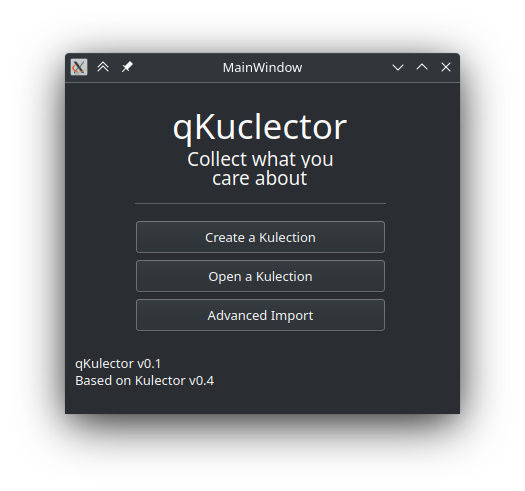 MainWindow
qKuclector
Collect what you
care about
Create a Kulection
Open a Kulection
Advanced Import
qKulector v0.1
Based on Kulector v0.4